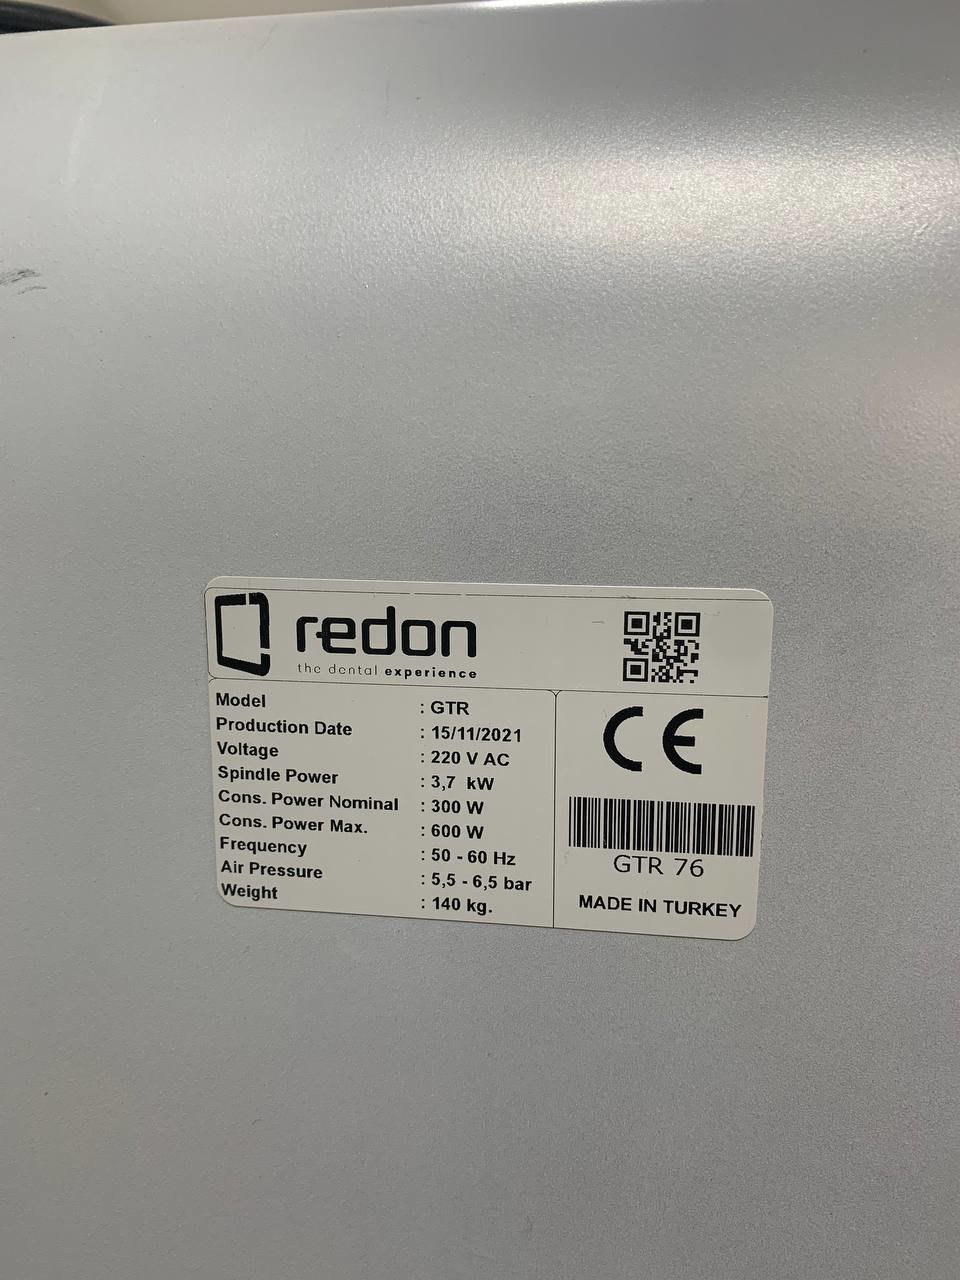 redon
the dental experience
Model : GTR
Production Date : 15/11/2021
Voltage : 220 V AC
Spindle Power : 3,7 kW
Cons. Power Nominal : 300 W
Cons. Power Max. : 600 W
Frequency : 50 - 60 Hz
Air Pressure : 5,5 - 6,5 bar
Weight : 140 kg.
CE
GTR 76
MADE IN TURKEY